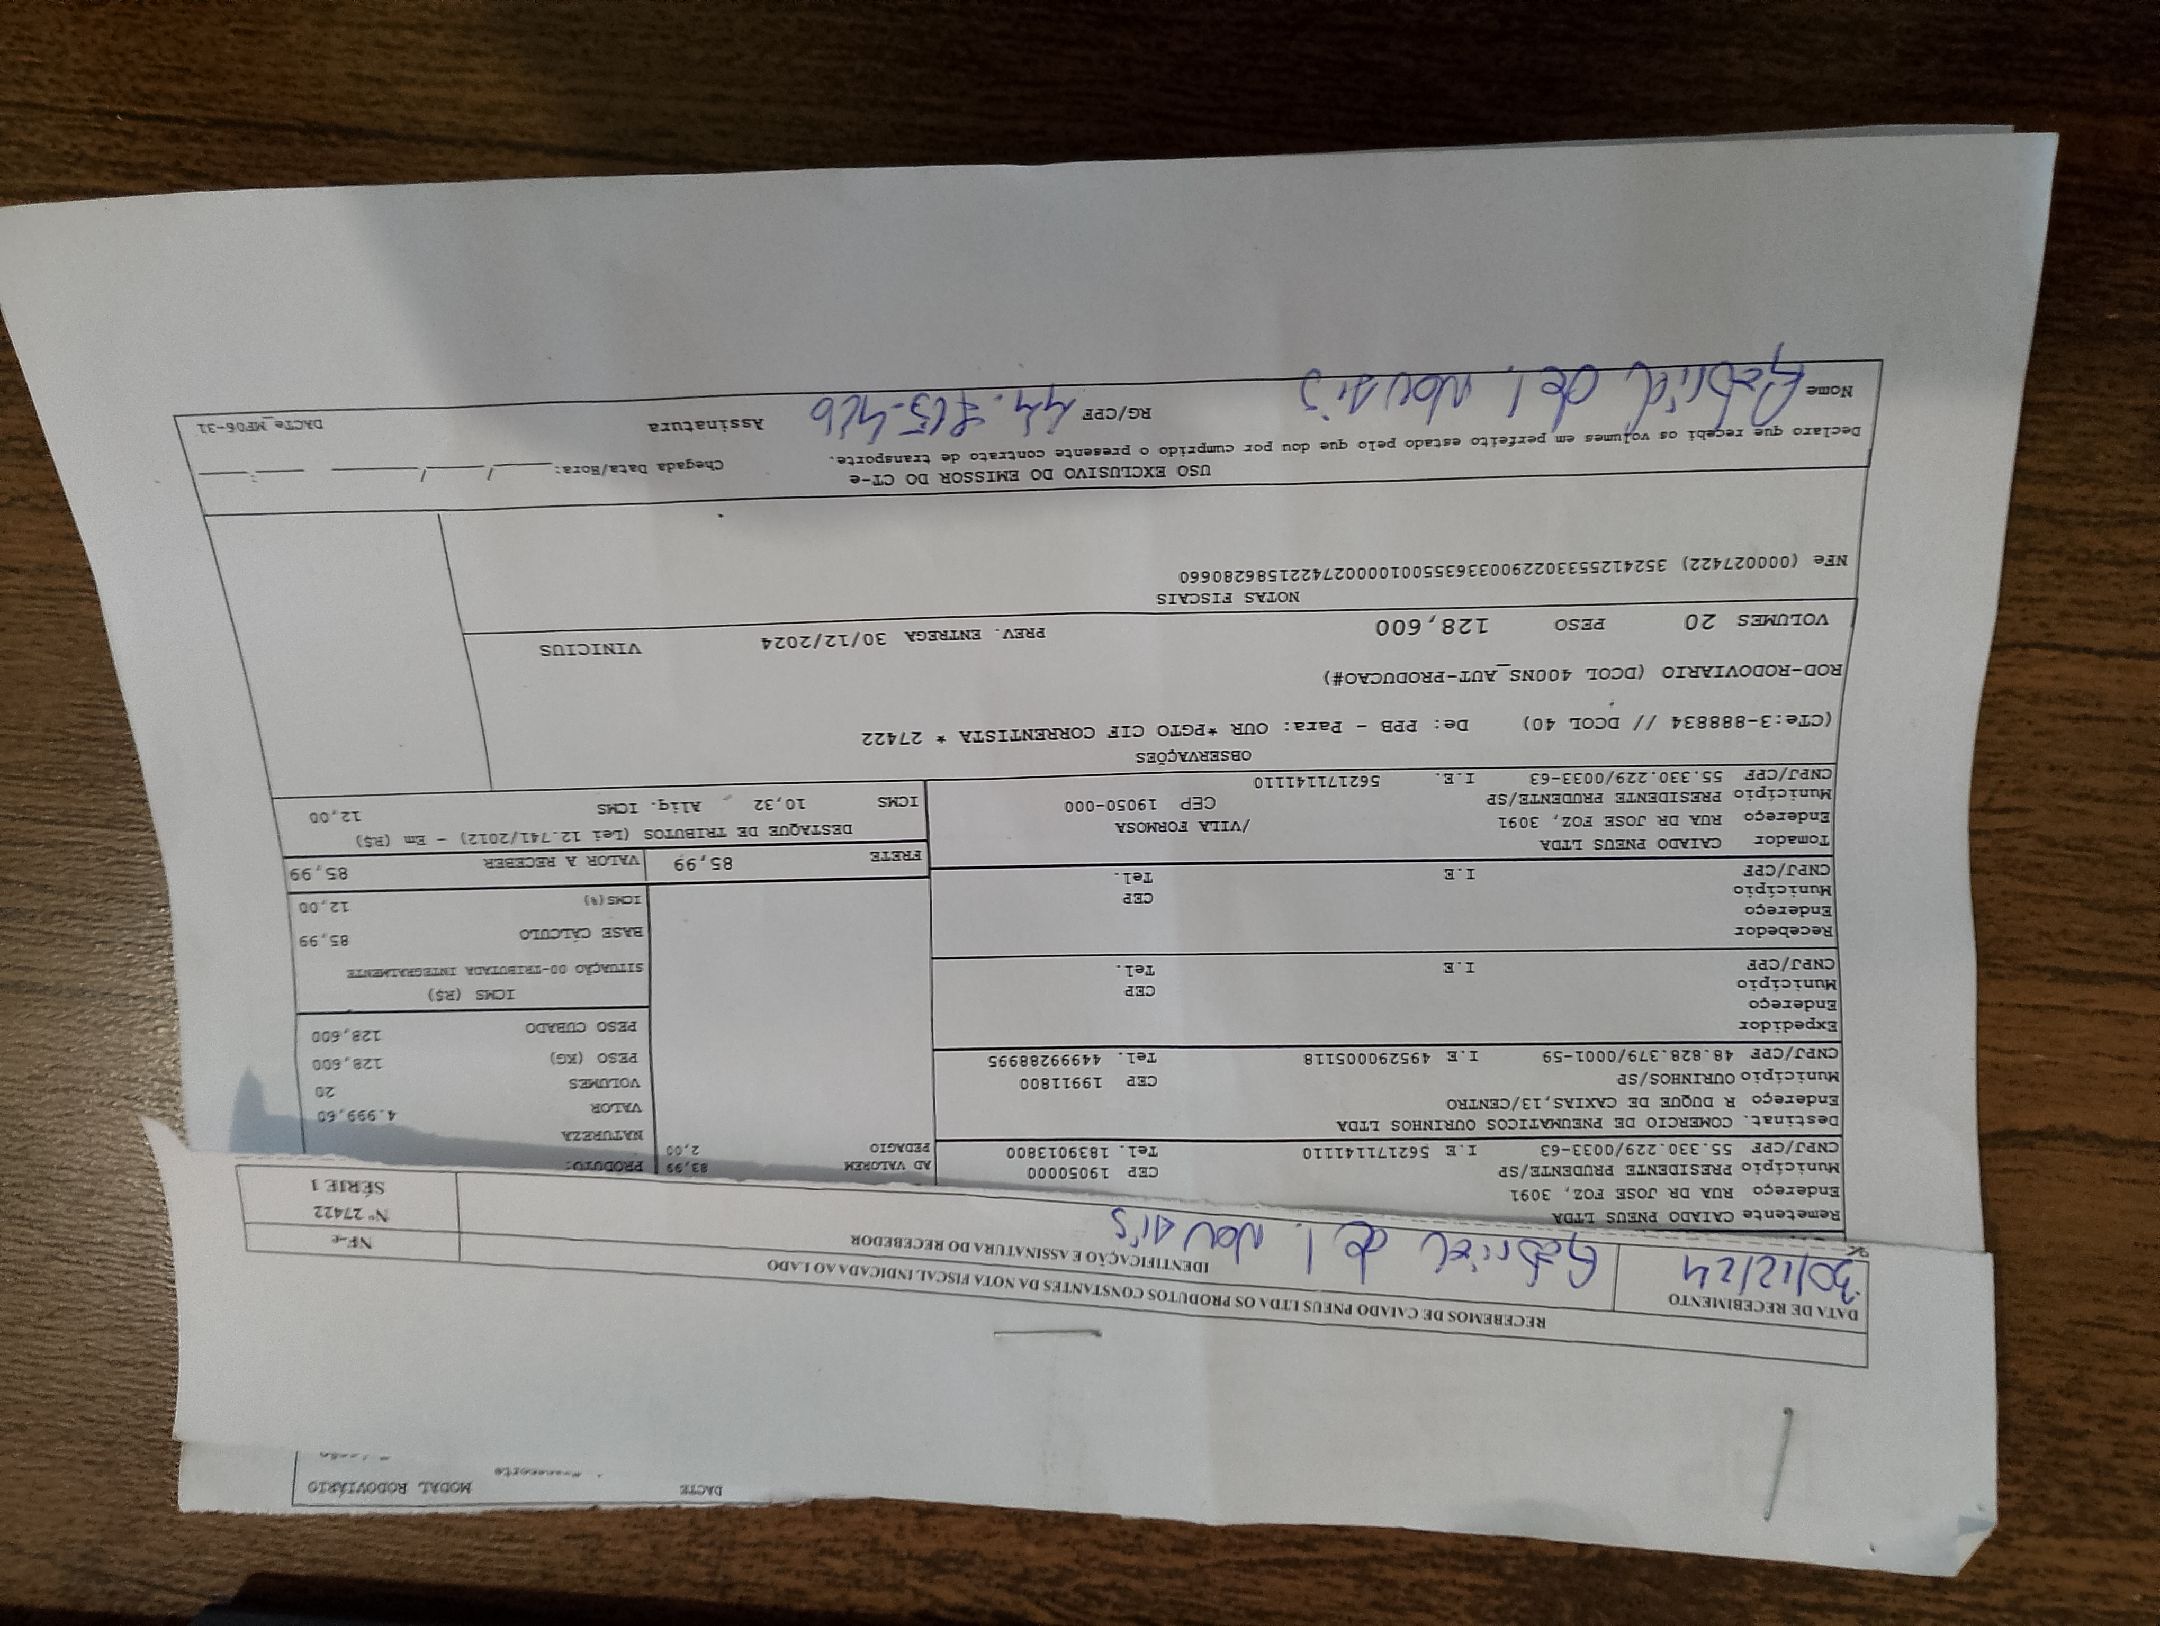 DACTE MODAL RODOVIÁRIO
RECEBEMOS DE CAIADO PNEUS LTDA OS PRODUTOS CONSTANTES DA NOTA FISCAL INDICADA AO LADO
DATA DE RECEBIMENTO
30/12/24
IDENTIFICAÇÃO E ASSINATURA DO RECEBEDOR
Gabriel de l. Novais
NF-e
Nº 27422
SÉRIE 1
Remetente CAIADO PNEUS LTDA
Endereço RUA DR JOSE FOZ, 3091
Município PRESIDENTE PRUDENTE/SP CEP 19050000
CNPJ/CPF 55.330.229/0033-63 I.E 562171141110 Tel. 1839013800
Destinat. COMERCIO DE PNEUMATICOS OURINHOS LTDA
Endereço R DUQUE DE CAXIAS,13/CENTRO
Município OURINHOS/SP CEP 19911800
CNPJ/CPF 48.828.379/0001-59 I.E 495290005118 Tel. 44999288995
Expedidor
Endereço
Município CEP
CNPJ/CPF I.E Tel.
Recebedor
Endereço
Município CEP
CNPJ/CPF I.E Tel.
Tomador CAIADO PNEUS LTDA
Endereço RUA DR JOSE FOZ, 3091 /VILA FORMOSA
Município PRESIDENTE PRUDENTE/SP CEP 19050-000
CNPJ/CPF 55.330.229/0033-63 I.E. 562171141110
AD VALOREM 83,99
PEDAGIO 2,00
PRODUTO:
NATUREZA
VALOR 4.999,60
VOLUMES 20
PESO (KG) 128,600
PESO CUBADO 128,600
ICMS (R$)
SITUAÇÃO 00-TRIBUTADA INTEGRALMENTE
BASE CÁLCULO 85,99
ICMS(%) 12,00
FRETE 85,99 VALOR A RECEBER 85,99
DESTAQUE DE TRIBUTOS (Lei 12.741/2012) - Em (R$)
ICMS 10,32 Aliq. ICMS 12,00
OBSERVAÇÕES
(CTe:3-888834 // DCOL 40) De: PPB - Para: OUR *PGTO CIF CORRENTISTA * 27422
ROD-RODOVIARIO (DCOL 400NS_AUT-PRODUCAO#)
VOLUMES 20 PESO 128,600 PREV. ENTREGA 30/12/2024 VINICIUS
NOTAS FISCAIS
NFe (000027422) 35241255330229003363550010000274221586280660
USO EXCLUSIVO DO EMISSOR DO CT-e
Declaro que recebi os volumes em perfeito estado pelo que dou por cumprido o presente contrato de transporte.
Chegada Data/Hora: / / :
Nome Gabriel de l. Novais RG/CPF Assinatura
DACTe_MF06-31